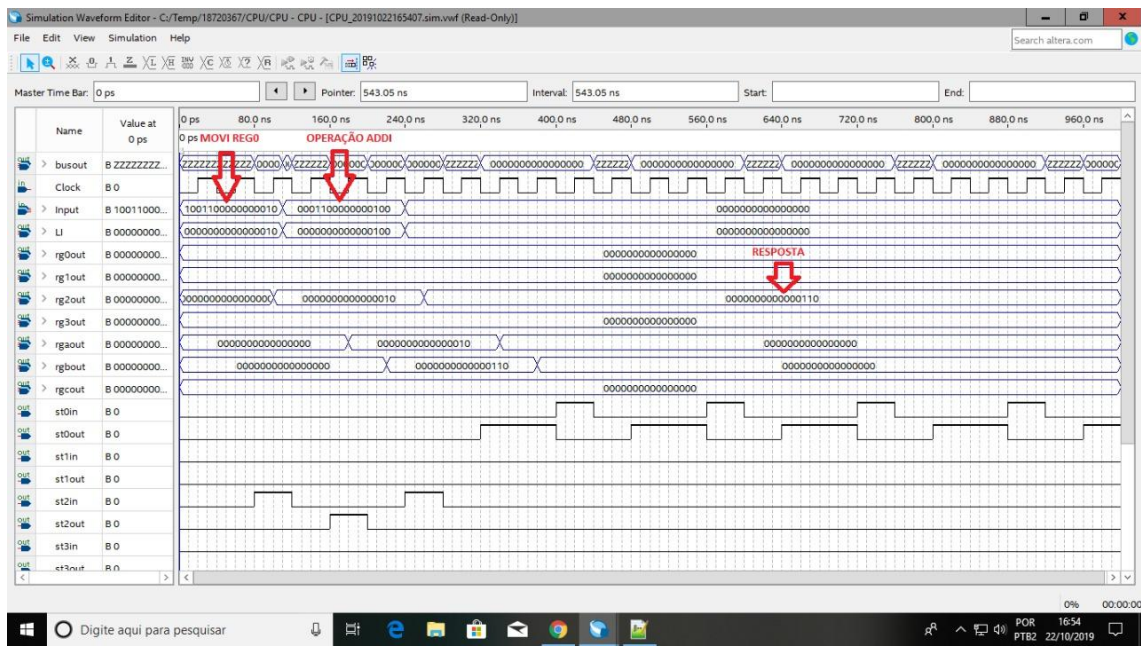 Simulation Waveform Editor - C:/Temp/18720367/CPU/CPU - CPU - [CPU_20191022165407.sim.vwf (Read-Only)]
File Edit View Simulation Help
Search altera.com
Master Time Bar: 0 ps Pointer: 543.05 ns Interval: 543.05 ns Start: End:
Name Value at 0 ps
0 ps 80.0 ns 160.0 ns 240.0 ns 320.0 ns 400.0 ns 480.0 ns 560.0 ns 640.0 ns 720.0 ns 800.0 ns 880.0 ns 960.0 ns
0 ps MOVI REG0 OPERAÇÃO ADDI
busout B ZZZZZZZZ... 0000000000000000 ZZZZZZ 0000000000000000 ZZZZZZ 0000000000000000 ZZZZZZ 0000000000000000 ZZZZZZ
Clock B 0
Input B 10011000... 1001100000000010 0001100000000100 0000000000000000
LI B 00000000... 0000000000000010 0000000000000100 0000000000000000
rg0out B 00000000... 0000000000000000
RESPOSTA
rg1out B 00000000... 0000000000000000
rg2out B 00000000... 0000000000000010 0000000000000110
rg3out B 00000000... 0000000000000000
rgaout B 00000000... 0000000000000000 0000000000000010 0000000000000000
rgbout B 00000000... 0000000000000000 0000000000000110 0000000000000000
rgcout B 00000000... 0000000000000000
st0in B 0
st0out B 0
st1in B 0
st1out B 0
st2in B 0
st2out B 0
st3in B 0
st3out B 0
0% 00:00:00
Digite aqui para pesquisar
POR 16:54
PTB2 22/10/2019